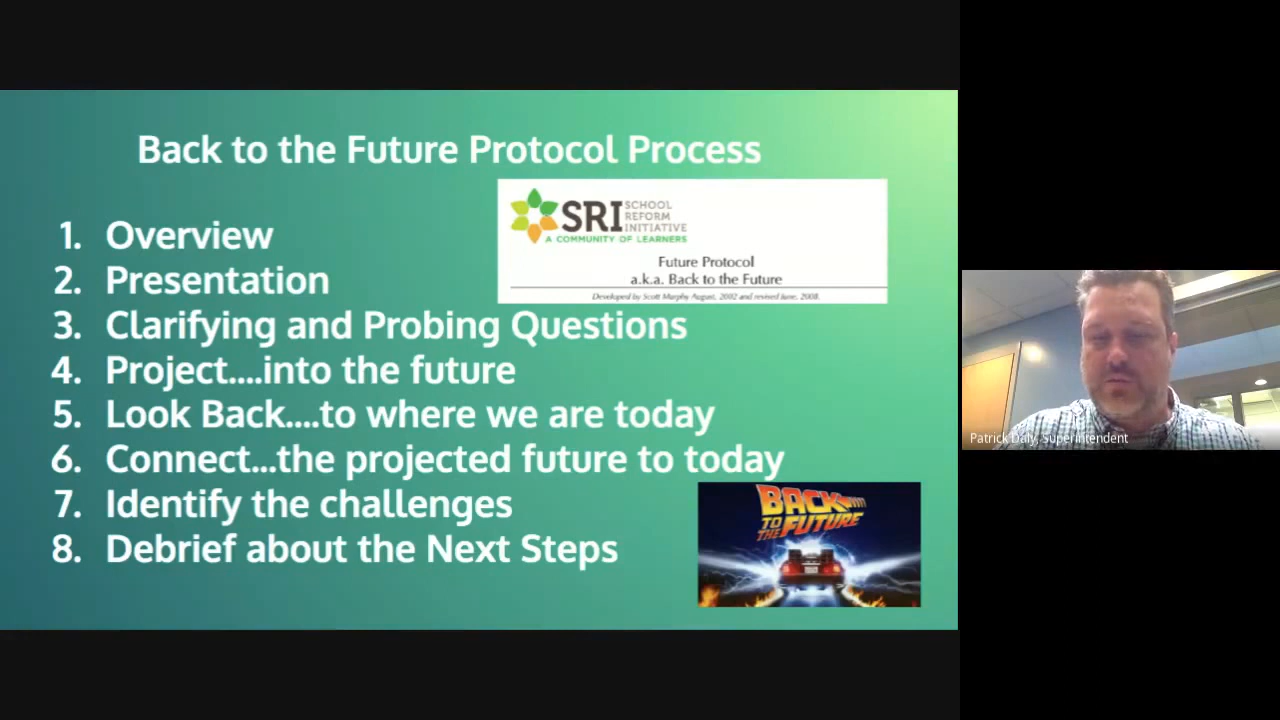 Back to the Future Protocol Process
SRI SCHOOL REFORM INITIATIVE
A COMMUNITY OF LEARNERS
Future Protocol
a.k.a. Back to the Future
Developed by Scott Murphy August, 2002 and revised June, 2008.
1. Overview
2. Presentation
3. Clarifying and Probing Questions
4. Project....into the future
5. Look Back....to where we are today
6. Connect...the projected future to today
7. Identify the challenges
8. Debrief about the Next Steps
BACK
TO
THE FUTURE
Patrick Daly, Superintendent